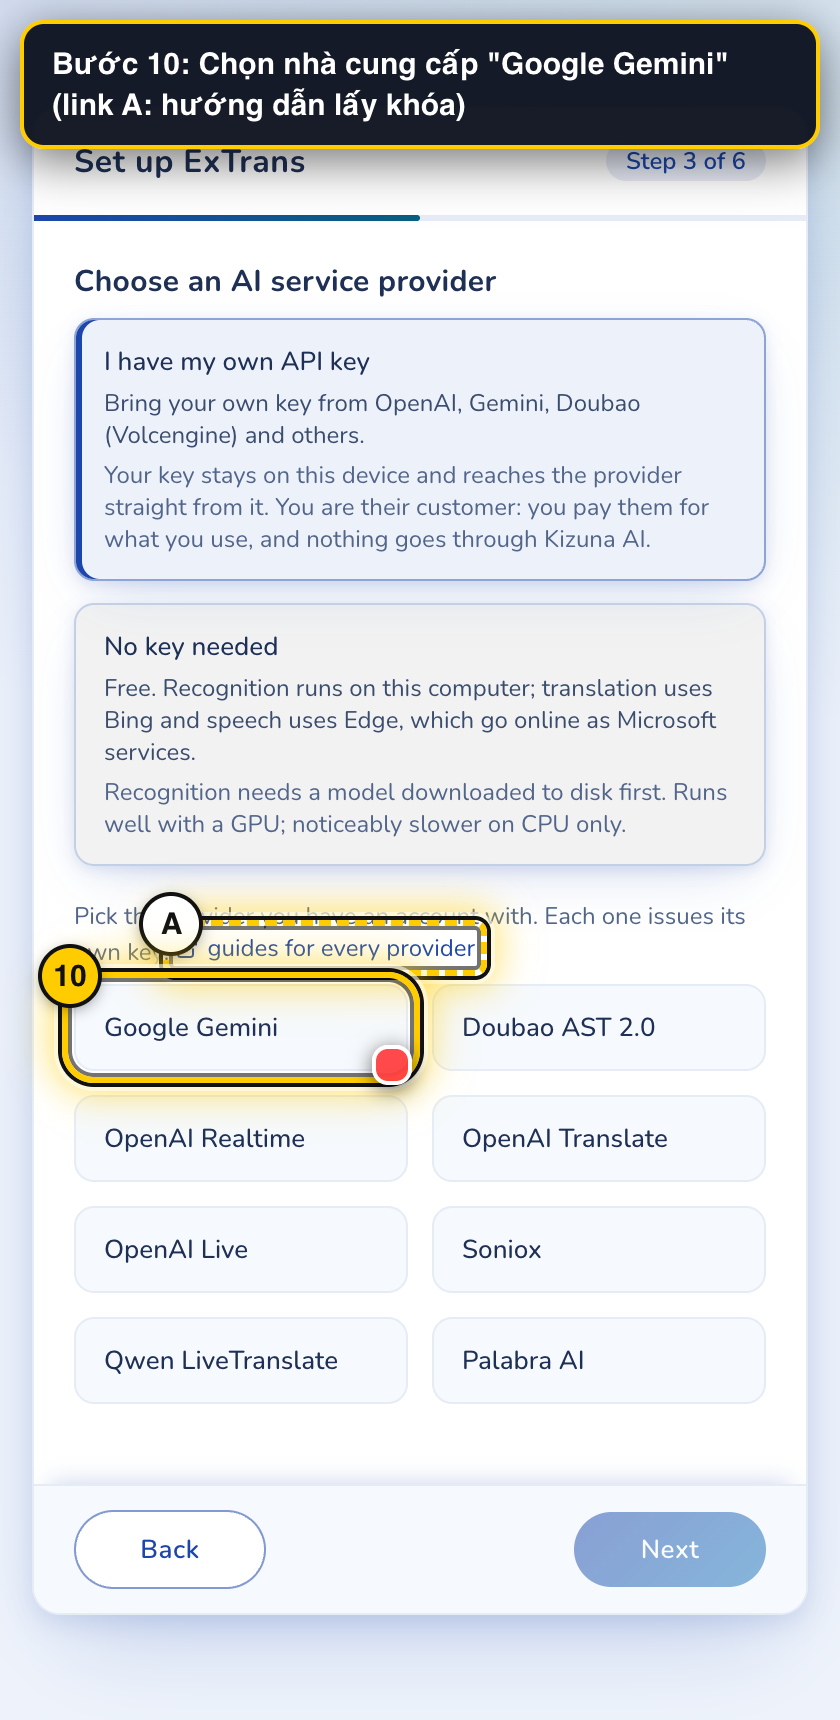 Bước 10: Chọn nhà cung cấp "Google Gemini"
(link A: hướng dẫn lấy khóa)
Set up ExTrans
Step 3 of 6
Choose an AI service provider
I have my own API key
Bring your own key from OpenAI, Gemini, Doubao
(Volcengine) and others.
Your key stays on this device and reaches the provider
straight from it. You are their customer: you pay them for
what you use, and nothing goes through Kizuna AI.
No key needed
Free. Recognition runs on this computer; translation uses
Bing and speech uses Edge, which go online as Microsoft
services.
Recognition needs a model downloaded to disk first. Runs
well with a GPU; noticeably slower on CPU only.
Pick you have an account with. Each one issues its
A
guides for every provider
10
Google Gemini
Doubao AST 2.0
OpenAI Realtime
OpenAI Translate
OpenAI Live
Soniox
Qwen LiveTranslate
Palabra AI
Back
Next